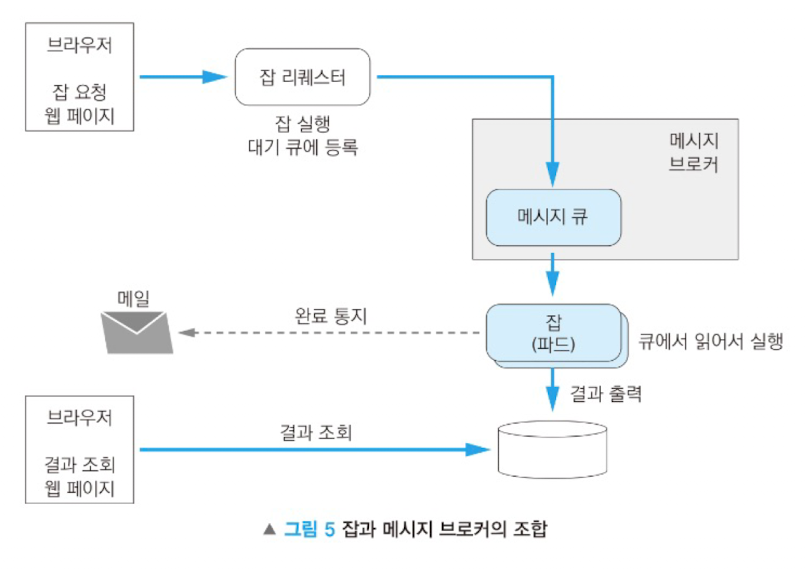 브라우저
잡 요청
웹 페이지
잡 리퀘스터
잡 실행
대기 큐에 등록
메시지
브로커
메시지 큐
메일
완료 통지
잡
(파드)
큐에서 읽어서 실행
결과 출력
브라우저
결과 조회
웹 페이지
결과 조회
▲ 그림 5 잡과 메시지 브로커의 조합